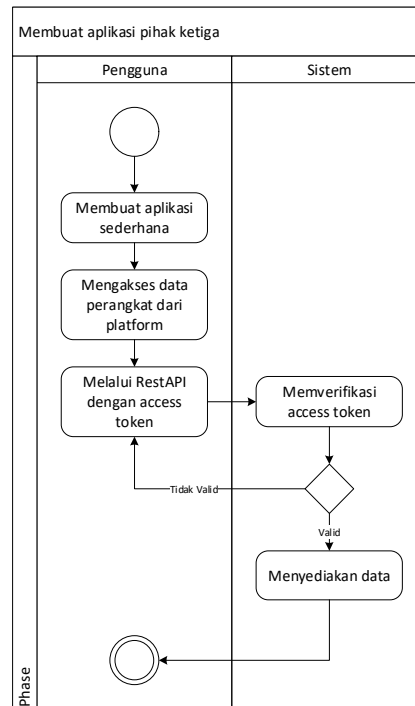 Membuat aplikasi pihak ketiga
Pengguna
Sistem
Membuat aplikasi
sederhana
Mengakses data
perangkat dari
platform
Melalui RestAPI
dengan access
token
Memverifikasi
access token
Tidak Valid
Valid
Menyediakan data
Phase